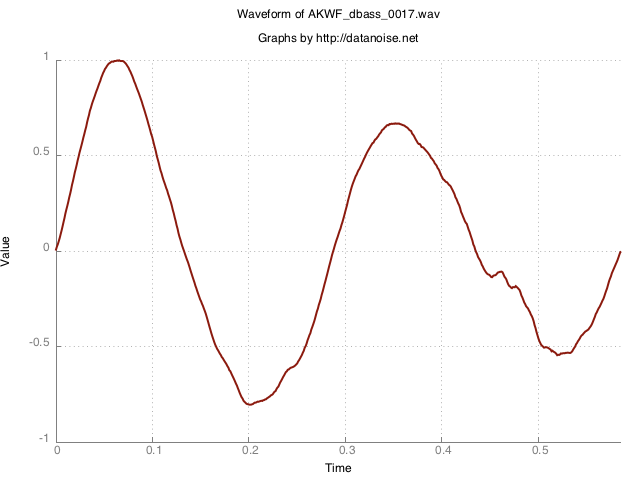 Waveform of AKWF_dbass_0017.wav
Graphs by http://datanoise.net
1
0.5
0
-0.5
-1
Value
0 0.1 0.2 0.3 0.4 0.5
Time